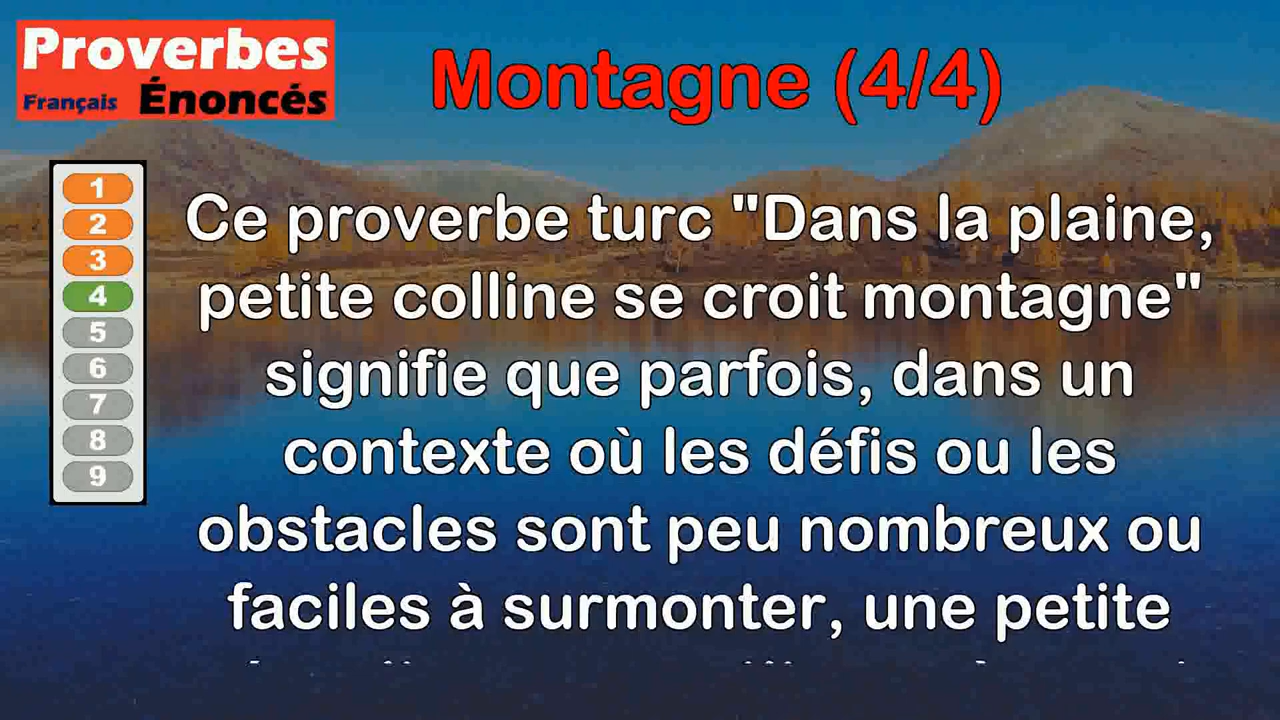 Proverbes
Français Énoncés
Montagne (4/4)
1
2
3
4
5
6
7
8
9
Ce proverbe turc "Dans la plaine,
petite colline se croit montagne"
signifie que parfois, dans un
contexte où les défis ou les
obstacles sont peu nombreux ou
faciles à surmonter, une petite